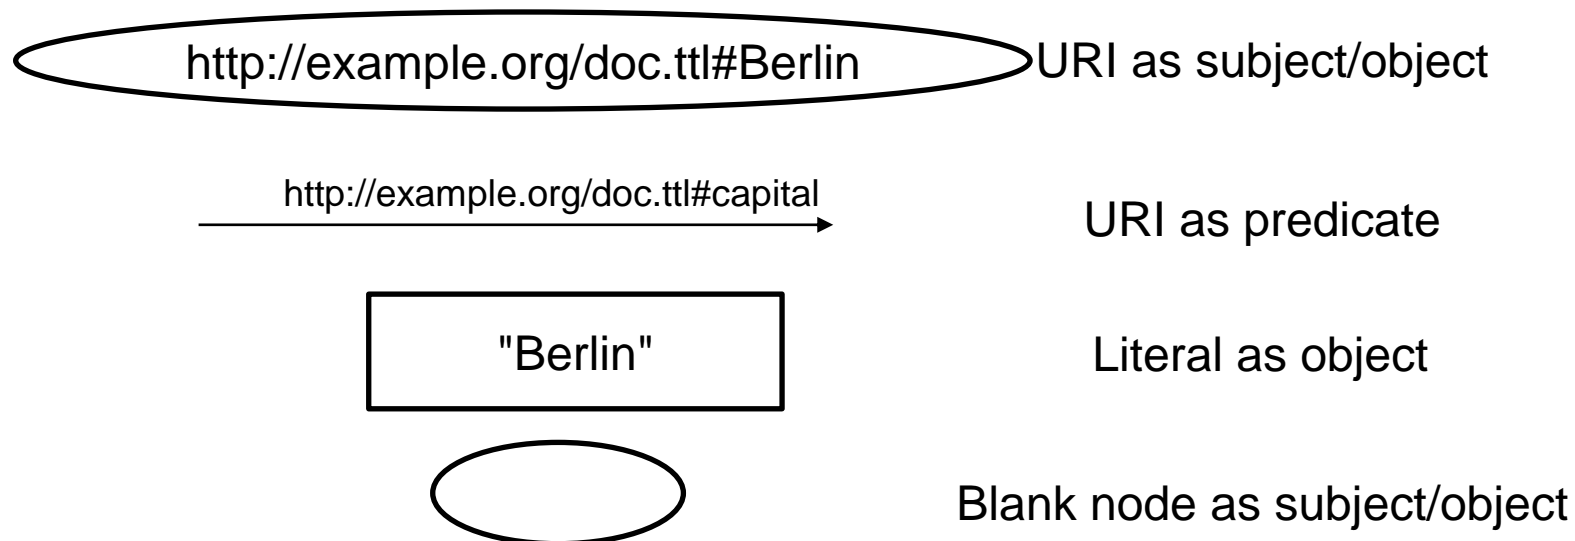 http://example.org/doc.ttl#Berlin URI as subject/object
http://example.org/doc.ttl#capital
URI as predicate
"Berlin" Literal as object
Blank node as subject/object